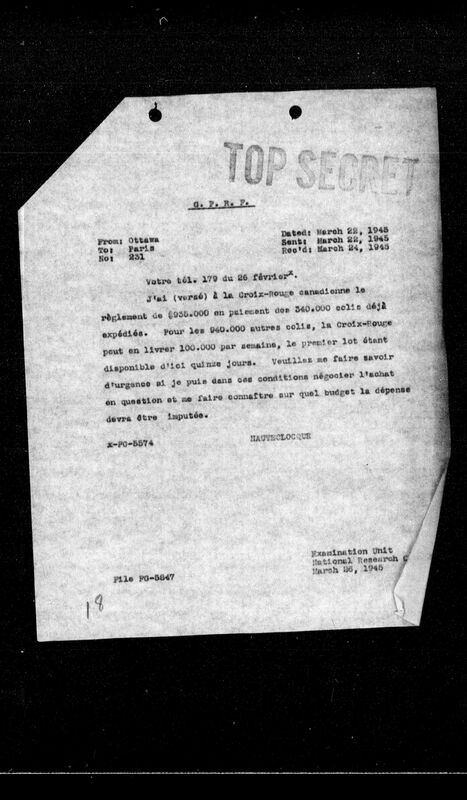 TOP SECRET
G. P. R. F.
From: Ottawa
To: Paris
No: 231
Dated: March 22, 1945
Sent: March 22, 1945
Rec'd: March 24, 1945
Votre tél. 179 du 26 févrierx.
J'ai (versé) à la Croix-Rouge canadienne le
règlement de $935.000 en paiement des 340.000 colis déjà
expédiés. Pour les 940.000 autres colis, la Croix-Rouge
peut en livrer 100.000 par semaine, le premier lot étant
disponible d'ici quinze jours. Veuillez me faire savoir
d'urgence si je puis dans ces conditions négocier l'achat
en question et me faire connaître sur quel budget la dépense
devra être imputée.
x-FG-5574
HAUTECLOCQUE
Examination Unit
National Research C
March 26, 1945
File FG-5847
18